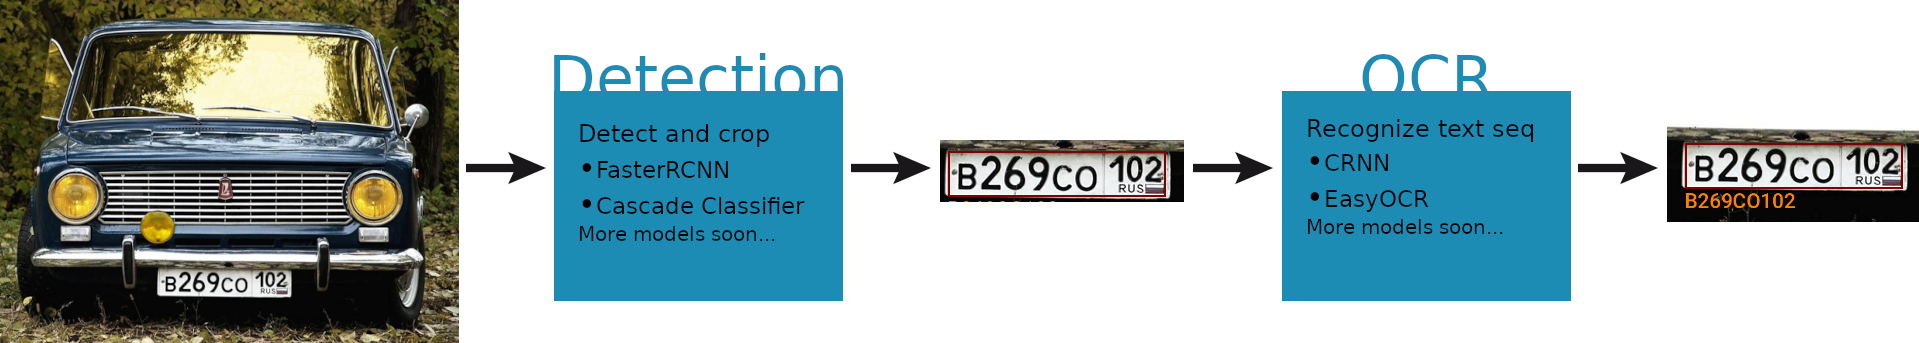 B269CO 102
RUS
Detection
Detect and crop
•FasterRCNN
•Cascade Classifier
More models soon...
B269CO 102
RUS
OCR
Recognize text seq
•CRNN
•EasyOCR
More models soon...
B269CO 102
RUS
B269CO102